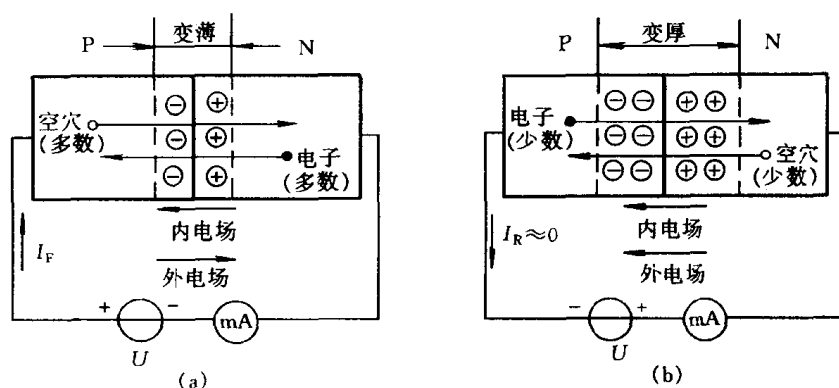 P 变薄 N
空穴
(多数)
− + − + − +
电子
(多数)
内电场
外电场
I_F
+ − mA
U
(a)
P 变厚 N
电子
(少数)
− − + + − − + + − − + +
空穴
(少数)
内电场
外电场
I_R≈0
− + mA
U
(b)